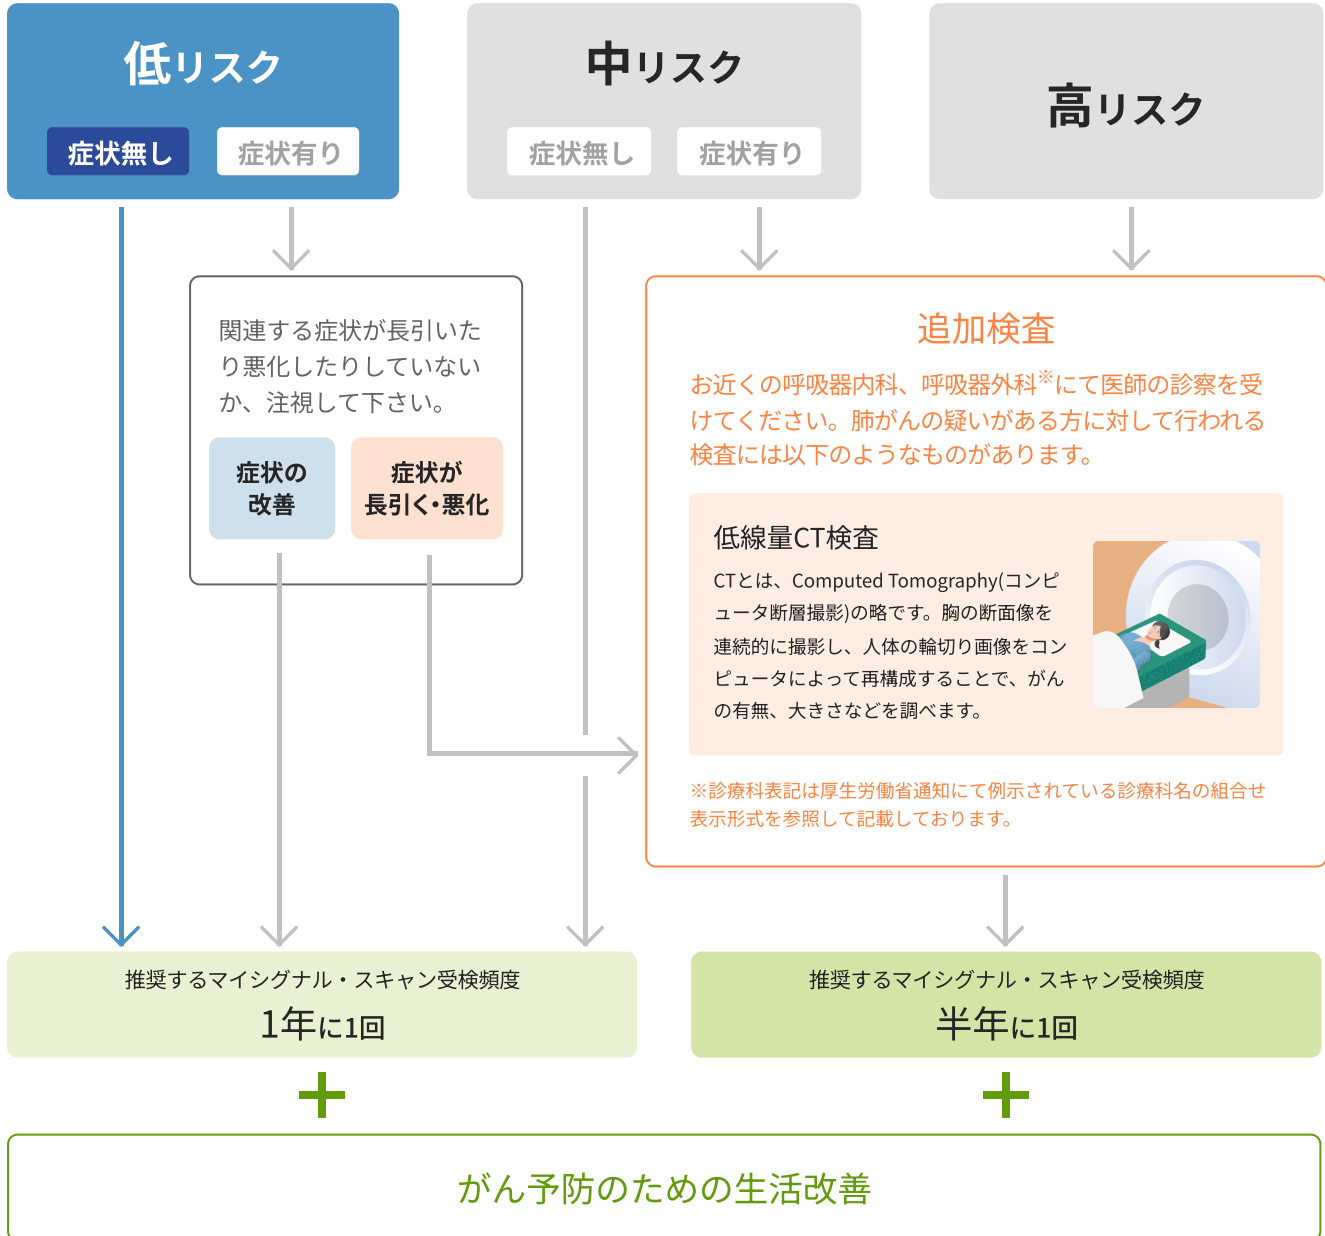 低リスク
症状無し
症状有り
中リスク
症状無し
症状有り
高リスク
関連する症状が長引いた
り悪化したりしていない
か、注視して下さい。
症状の
改善
症状が
長引く・悪化
追加検査
お近くの呼吸器内科、呼吸器外科※にて医師の診察を受
けてください。肺がんの疑いがある方に対して行われる
検査には以下のようなものがあります。
低線量CT検査
CTとは、Computed Tomography(コンピ
ュータ断層撮影)の略です。胸の断面像を
連続的に撮影し、人体の輪切り画像をコン
ピュータによって再構成することで、がん
の有無、大きさなどを調べます。
※診療科表記は厚生労働省通知にて例示されている診療科名の組合せ
表示形式を参照して記載しております。
推奨するマイシグナル・スキャン受検頻度
1年に1回
推奨するマイシグナル・スキャン受検頻度
半年に1回
がん予防のための生活改善